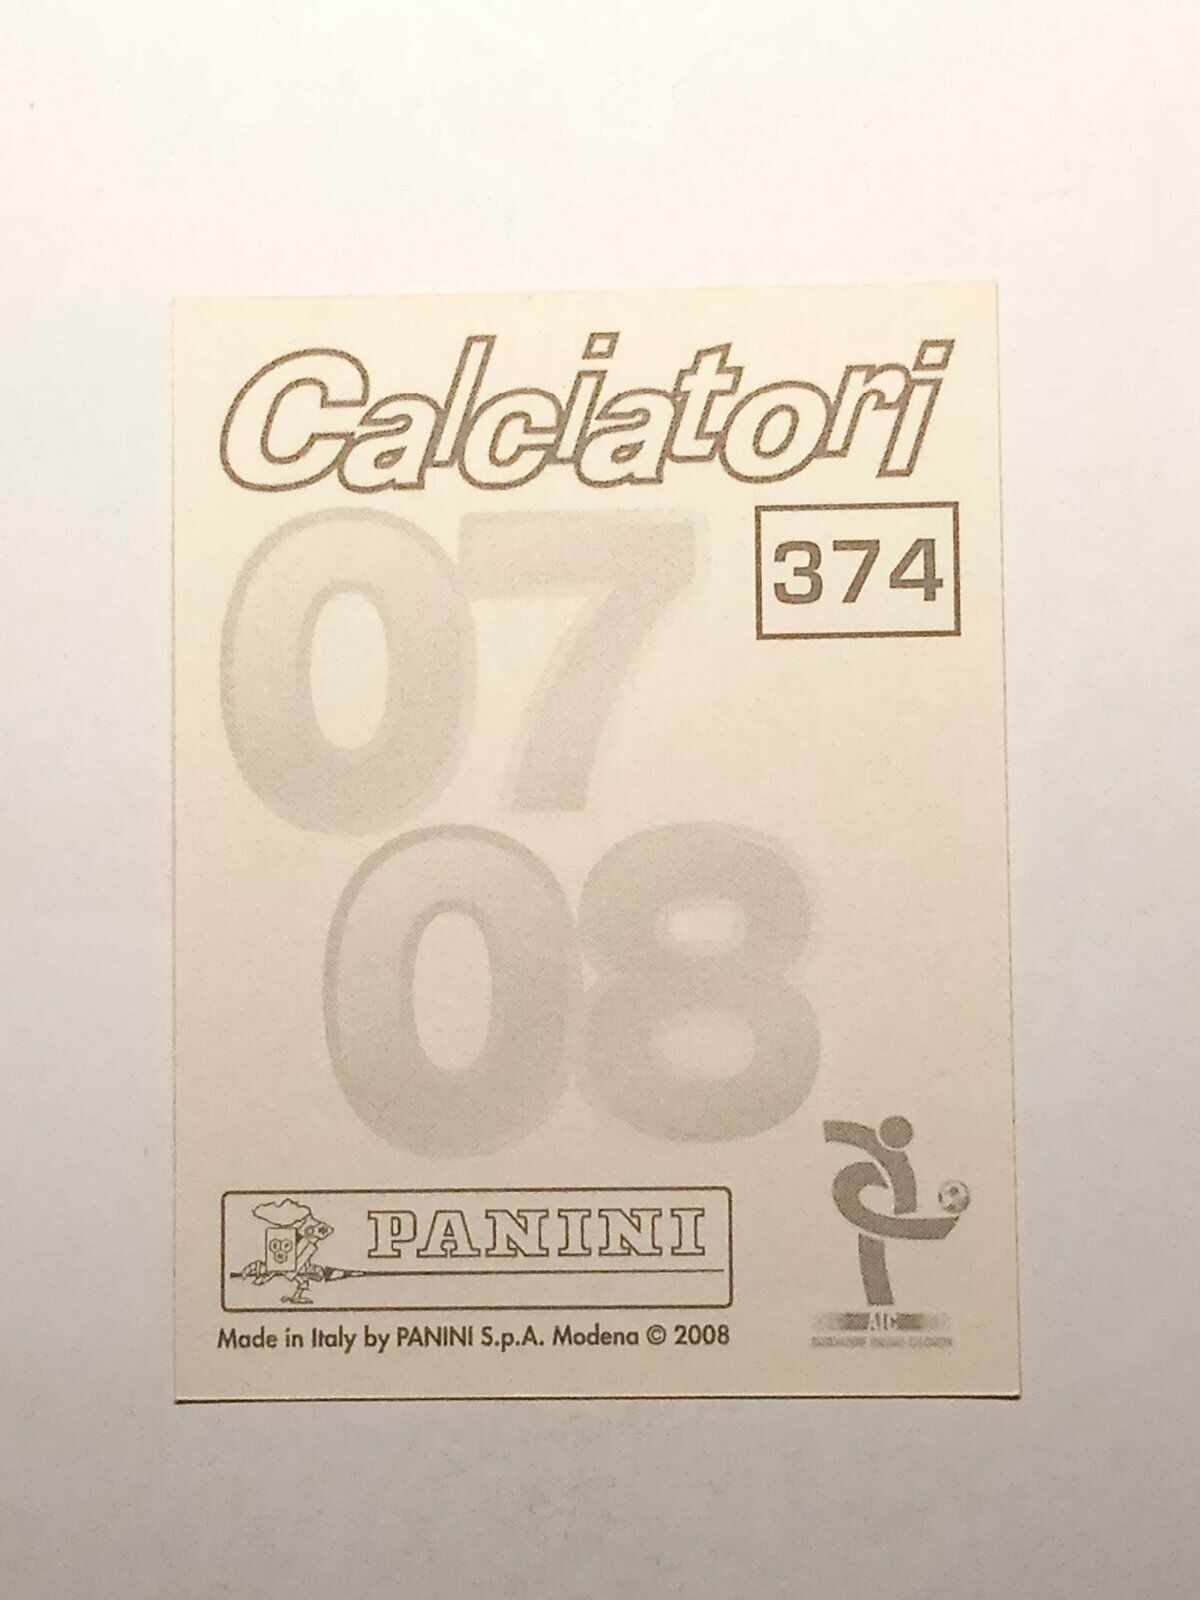 Calciatori
07
374
08
PANINI
Made in Italy by PANINI S.p.A. Modena © 2008
AIC